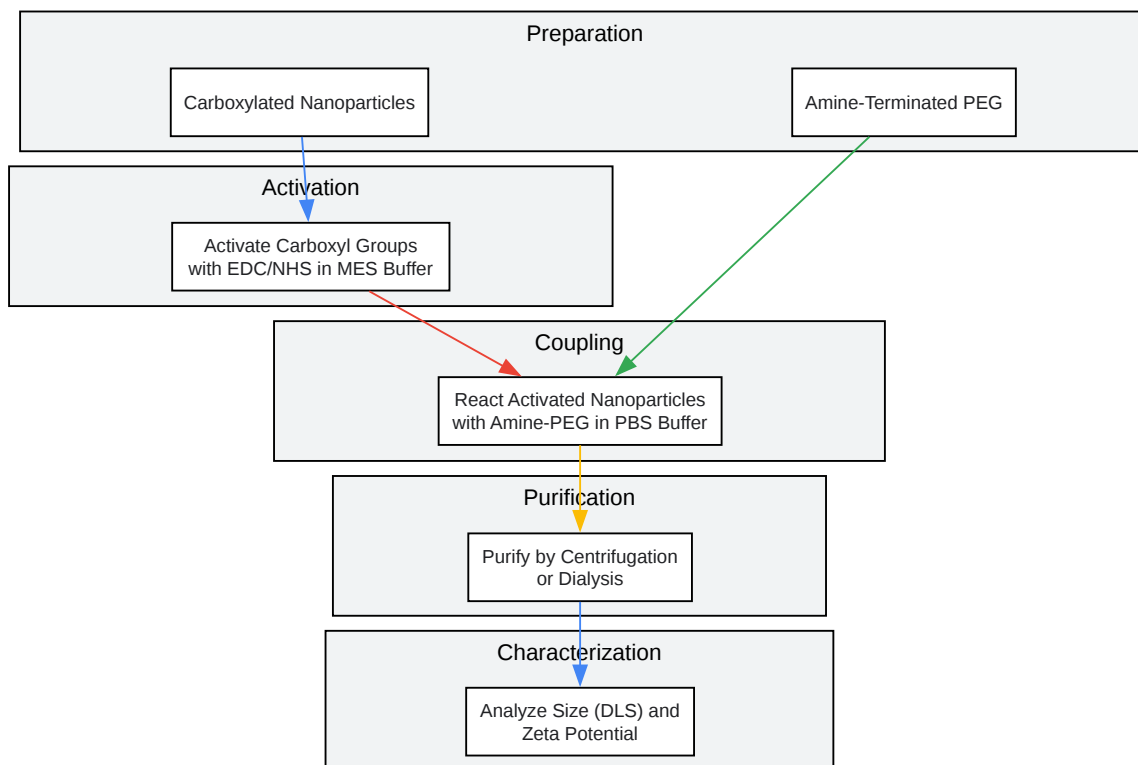 Preparation
Carboxylated Nanoparticles
Amine-Terminated PEG
Activation
Activate Carboxyl Groups
with EDC/NHS in MES Buffer
Coupling
React Activated Nanoparticles
with Amine-PEG in PBS Buffer
Purification
Purify by Centrifugation
or Dialysis
Characterization
Analyze Size (DLS) and
Zeta Potential